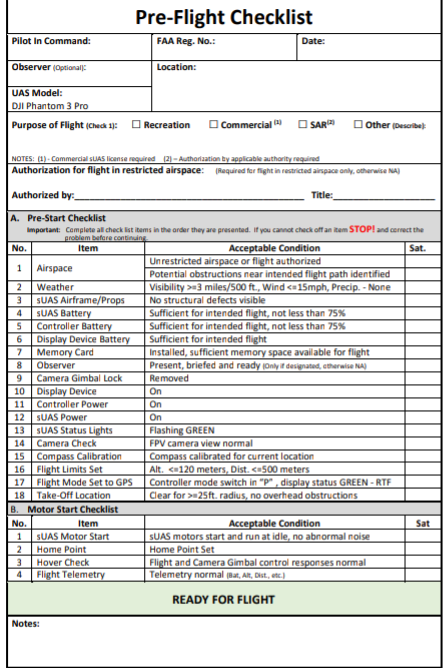 Pre-Flight Checklist
Pilot In Command: FAA Reg. No.: Date:
Observer (Optional): Location:
UAS Model:
DJI Phantom 3 Pro
Purpose of Flight (Check 1): ☐ Recreation ☐ Commercial (1) ☐ SAR(2) ☐ Other (Describe):
NOTES: (1) - Commercial sUAS license required (2) – Authorization by applicable authority required
Authorization for flight in restricted airspace: (Required for flight in restricted airspace only, otherwise NA)
Authorized by: Title:
A. Pre-Start Checklist
Important: Complete all check list items in the order they are presented. If you cannot check off an item STOP! and correct the
problem before continuing.
No. Item Acceptable Condition Sat.
1 Airspace Unrestricted airspace or flight authorized
Potential obstructions near intended flight path identified
2 Weather Visibility >=3 miles/500 ft., Wind <=15mph, Precip. - None
3 sUAS Airframe/Props No structural defects visible
4 sUAS Battery Sufficient for intended flight, not less than 75%
5 Controller Battery Sufficient for intended flight, not less than 75%
6 Display Device Battery Sufficient for intended flight
7 Memory Card Installed, sufficient memory space available for flight
8 Observer Present, briefed and ready (Only if designated, otherwise NA)
9 Camera Gimbal Lock Removed
10 Display Device On
11 Controller Power On
12 sUAS Power On
13 sUAS Status Lights Flashing GREEN
14 Camera Check FPV camera view normal
15 Compass Calibration Compass calibrated for current location
16 Flight Limits Set Alt. <=120 meters, Dist. <=500 meters
17 Flight Mode Set to GPS Controller mode switch in "P" , display status GREEN - RTF
18 Take-Off Location Clear for >=25ft. radius, no overhead obstructions
B. Motor Start Checklist
No. Item Acceptable Condition Sat
1 sUAS Motor Start sUAS motors start and run at idle, no abnormal noise
2 Home Point Home Point Set
3 Hover Check Flight and Camera Gimbal control responses normal
4 Flight Telemetry Telemetry normal (Bat, Alt, Dist., etc.)
READY FOR FLIGHT
Notes: